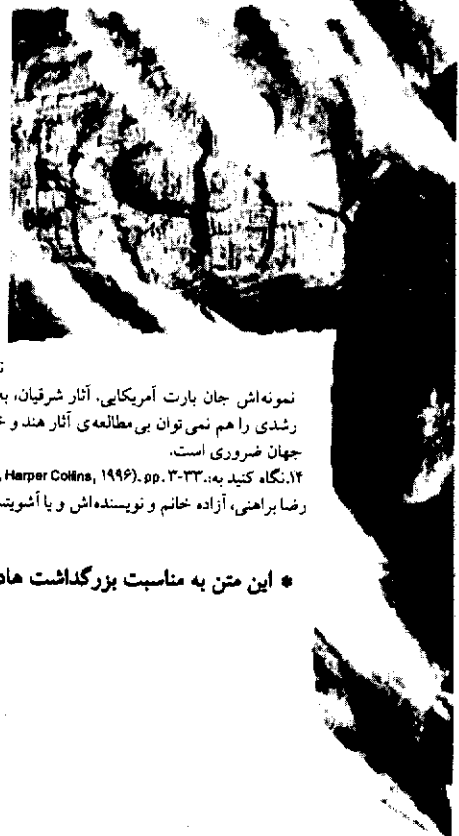 نمونه‌اش جان بارت آمریکایی. آثار شرقیان، به
رشدی را هم نمی‌توان بی‌مطالعه‌ی آثار هند و
جهان ضروری است.
۱۴.نگاه کنید به:. Harper Collins, ۱۹۹۶). pp. ۳-۳۳.
رضا براهنی، آزاده خانم و نویسنده‌اش و یا آشویتس
* این متن به مناسبت بزرگداشت هاد